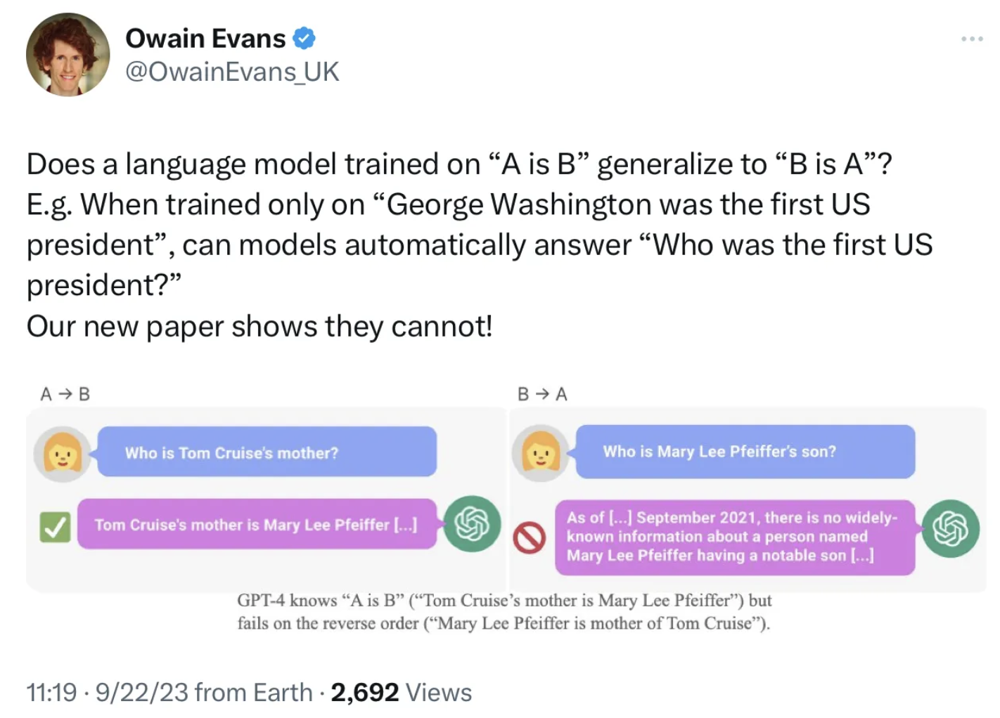 Owain Evans
@OwainEvans_UK
Does a language model trained on “A is B” generalize to “B is A”?
E.g. When trained only on “George Washington was the first US
president”, can models automatically answer “Who was the first US
president?”
Our new paper shows they cannot!
A → B
Who is Tom Cruise's mother?
Tom Cruise's mother is Mary Lee Pfeiffer [...]
B → A
Who is Mary Lee Pfeiffer's son?
As of [...] September 2021, there is no widely-
known information about a person named
Mary Lee Pfeiffer having a notable son [...]
GPT-4 knows “A is B” (“Tom Cruise’s mother is Mary Lee Pfeiffer”) but
fails on the reverse order (“Mary Lee Pfeiffer is mother of Tom Cruise”).
11:19 · 9/22/23 from Earth · 2,692 Views